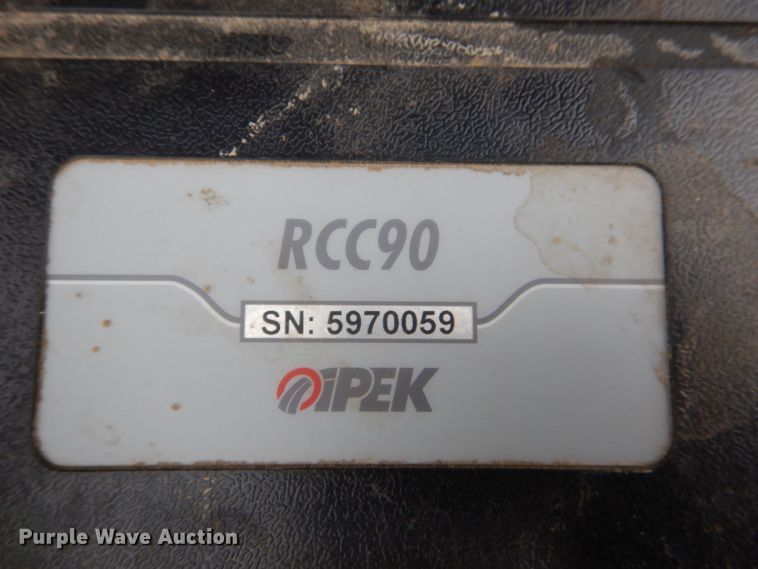 RCC90
SN: 5970059
iPEK
Purple Wave Auction